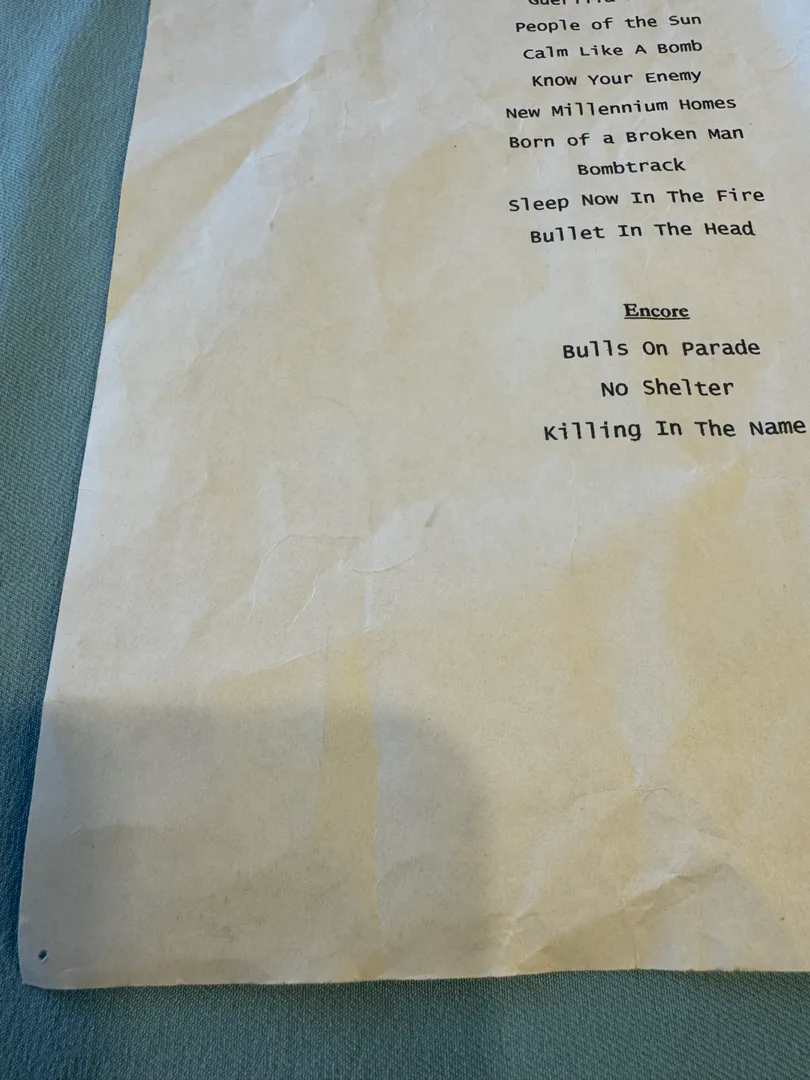 People of the Sun
Calm Like A Bomb
Know Your Enemy
New Millennium Homes
Born of a Broken Man
Bombtrack
Sleep Now In The Fire
Bullet In The Head
Encore
Bulls On Parade
No Shelter
Killing In The Name